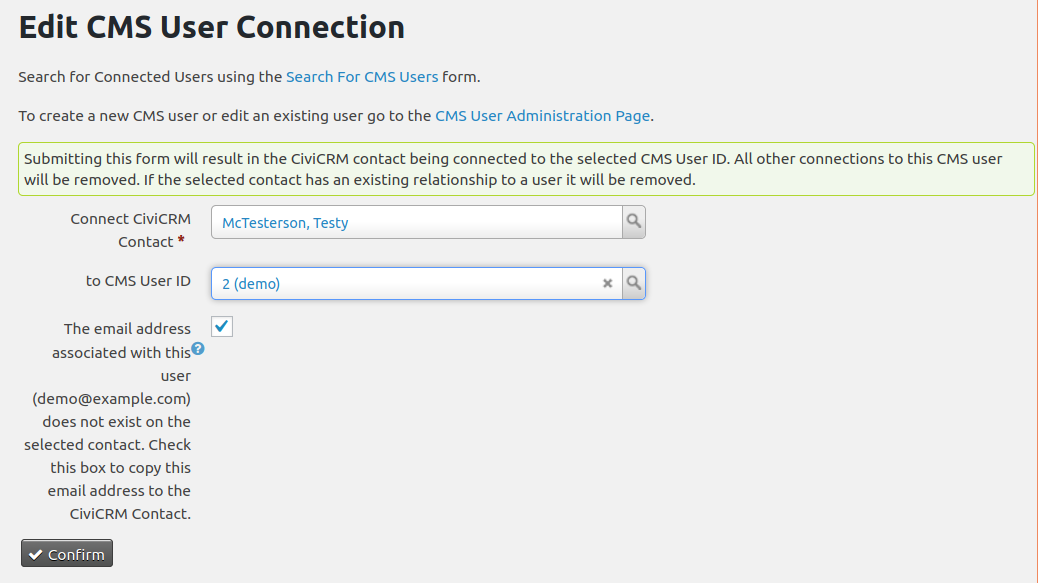 Edit CMS User Connection
Search for Connected Users using the Search For CMS Users form.
To create a new CMS user or edit an existing user go to the CMS User Administration Page.
Submitting this form will result in the CiviCRM contact being connected to the selected CMS User ID. All other connections to this CMS user
will be removed. If the selected contact has an existing relationship to a user it will be removed.
Connect CiviCRM
Contact *
McTesterson, Testy
to CMS User ID
2 (demo)
The email address
associated with this
user
(demo@example.com)
does not exist on the
selected contact. Check
this box to copy this
email address to the
CiviCRM Contact.
Confirm